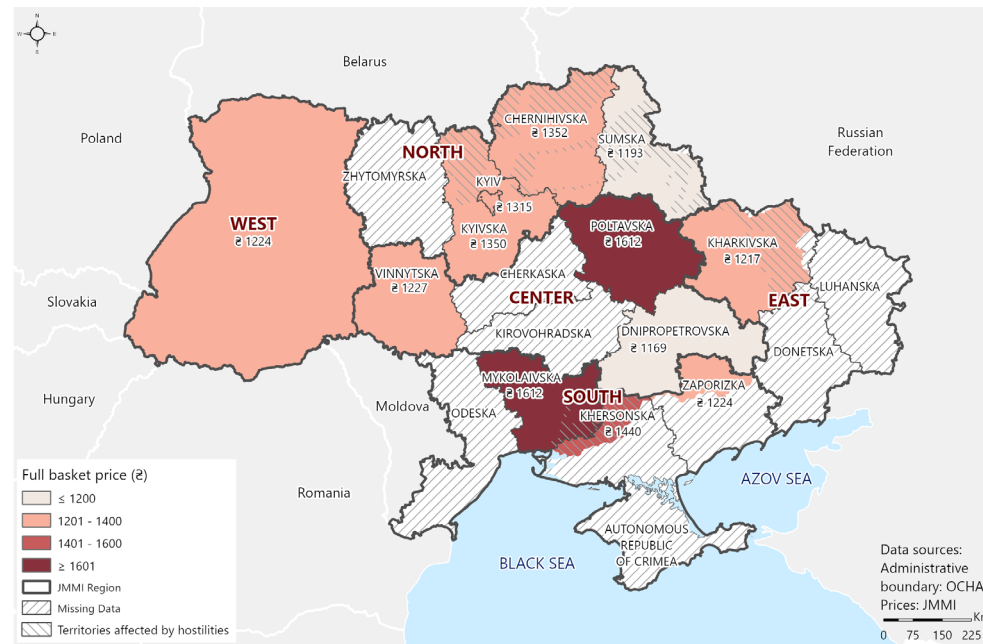 N
W
E
S
Belarus
Poland
Russian
Federation
CHERNIHIVSKA
₴ 1352
SUMSKA
₴ 1193
NORTH
ZHYTOMYRSKA
KYIV
₴ 1315
KYIVSKA
₴ 1350
WEST
₴ 1224
POLTAVSKA
₴ 1612
KHARKIVSKA
₴ 1217
VINNYTSKA
₴ 1227
CHERKASKA
CENTER
EAST
LUHANSKA
Slovakia
KIROVOHRADSKA
DNIPROPETROVSKA
₴ 1169
DONETSKA
MYKOLAIVSKA
₴ 1612
SOUTH
ZAPORIZKA
₴ 1224
Hungary
Moldova
ODESKA
KHERSONSKA
₴ 1440
Romania
AZOV SEA
AUTONOMOUS
REPUBLIC
OF CRIMEA
BLACK SEA
Full basket price (₴)
≤ 1200
1201 - 1400
1401 - 1600
≥ 1601
JMMI Region
Missing Data
Territories affected by hostilities
Data sources:
Administrative
boundary: OCHA
Prices: JMMI
0 75 150 225